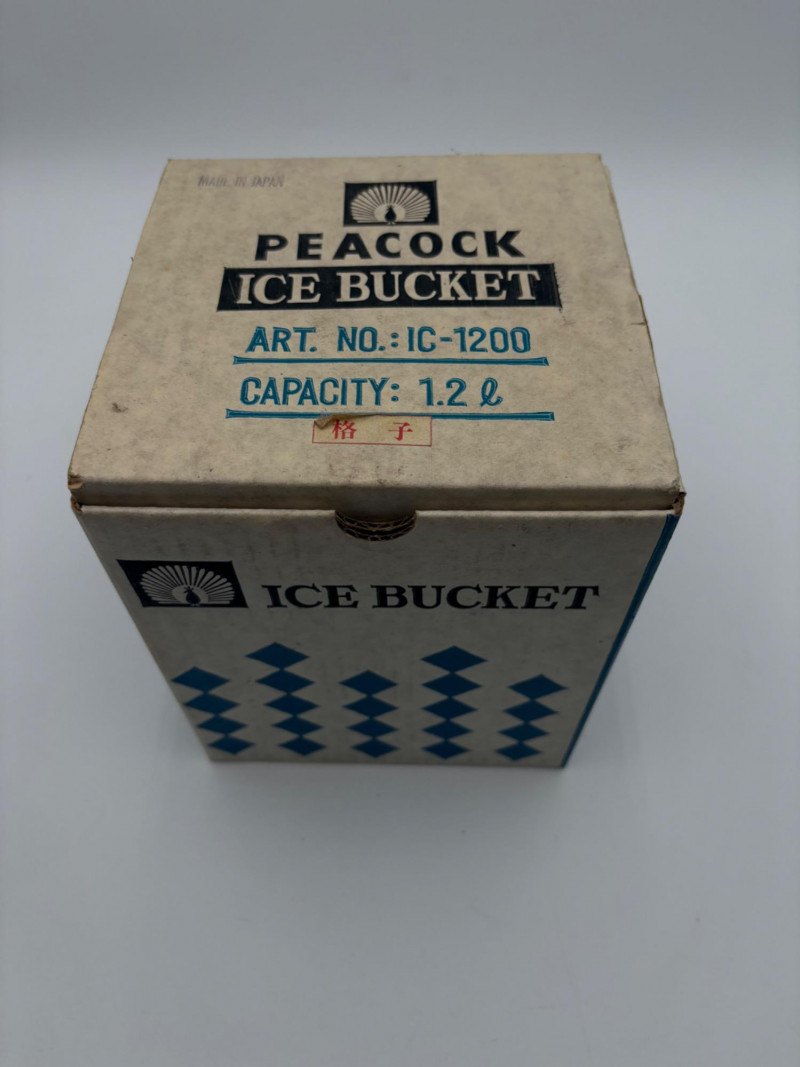 MADE IN JAPAN
PEACOCK
ICE BUCKET
ART. NO.: IC-1200
CAPACITY: 1.2 ℓ
格 子
ICE BUCKET